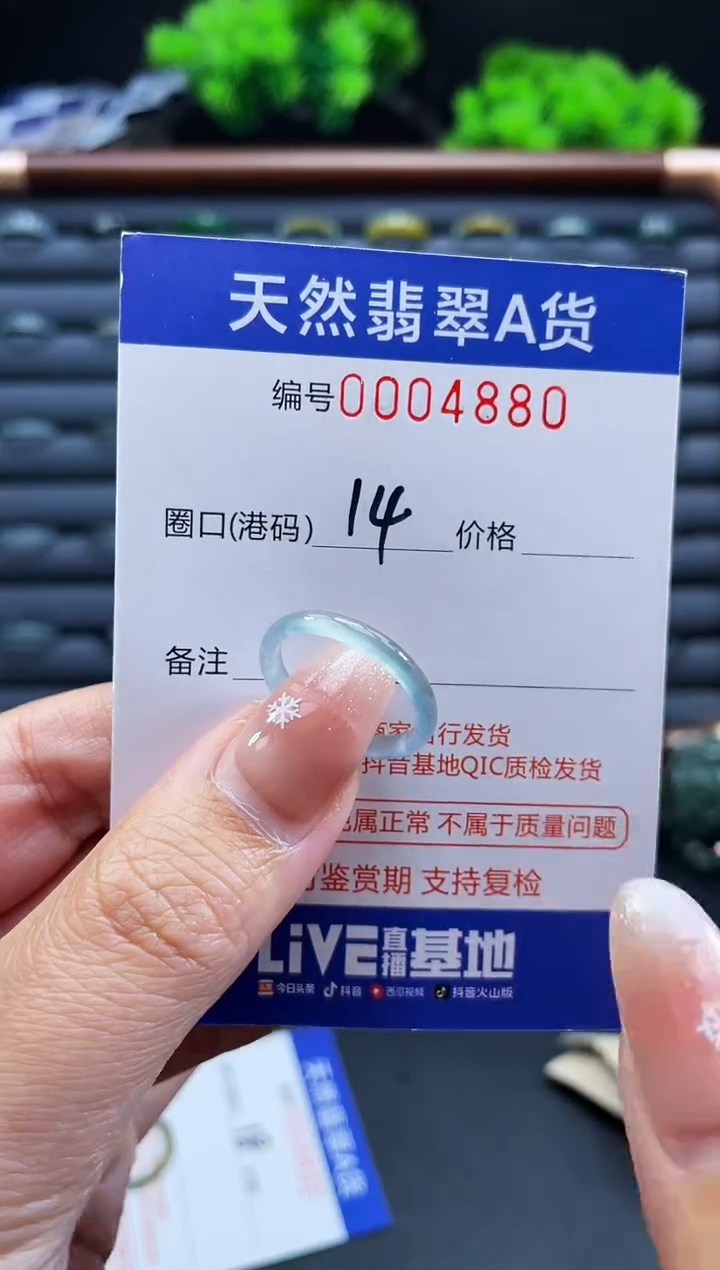 天然翡翠A货
编号0004880
圈口(港码) 14 价格
备注
行发货
抖音基地QIC质检发货
属正常 不属于质量问题
鉴赏期 支持复检
LiVE直播基地
今日头条 抖音 西瓜视频 抖音火山版